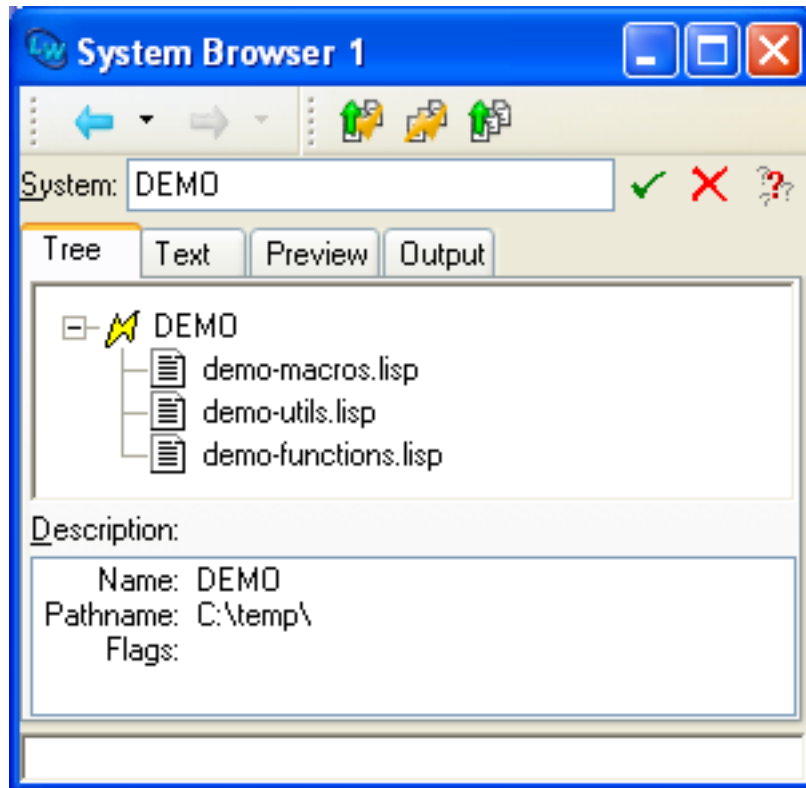 LW System Browser 1
System: DEMO
Tree Text Preview Output
DEMO
demo-macros.lisp
demo-utils.lisp
demo-functions.lisp
Description:
Name: DEMO
Pathname: C:\temp\
Flags: